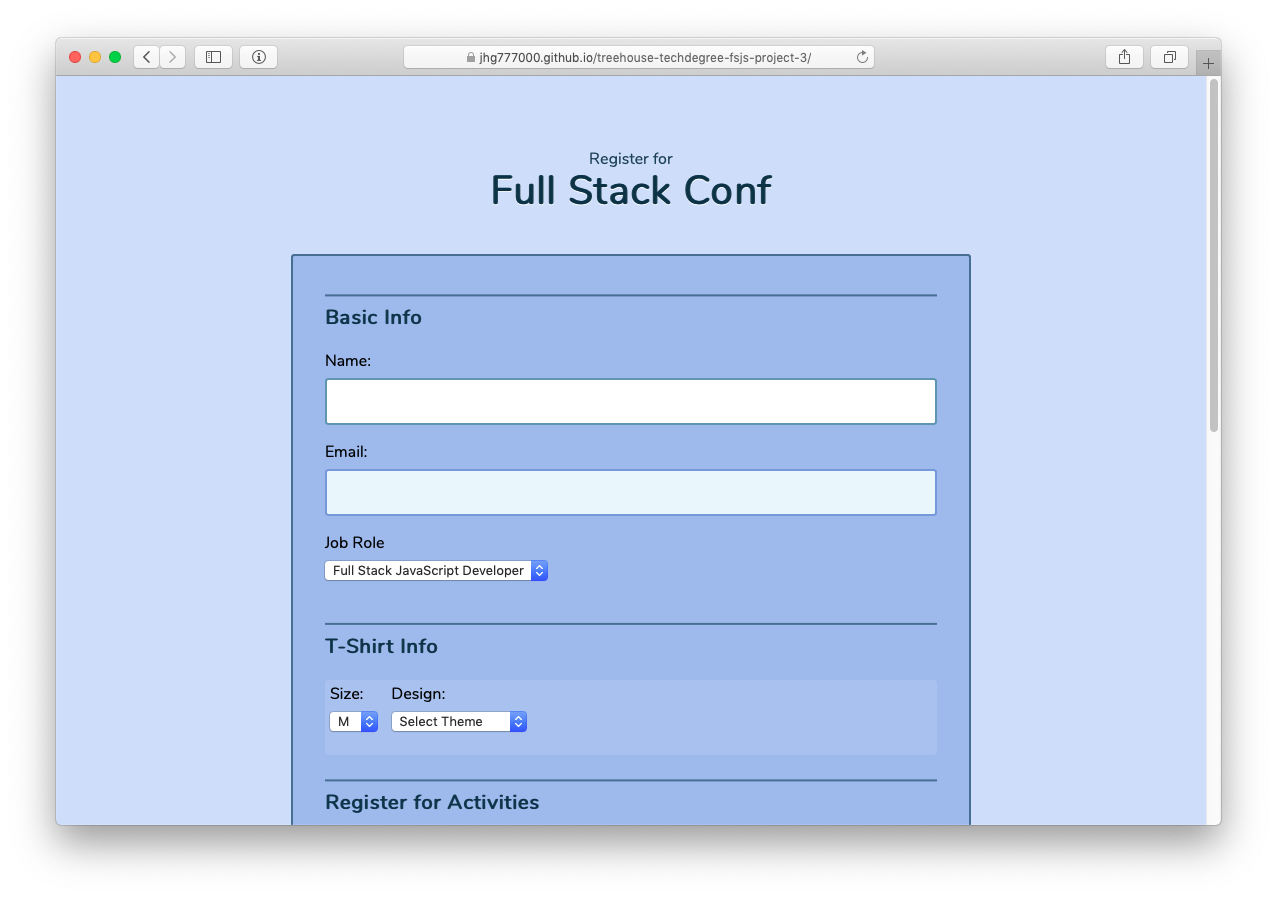 jhg777000.github.io/treehouse-techdegree-fsjs-project-3/
Register for
Full Stack Conf
Basic Info
Name:
Email:
Job Role
Full Stack JavaScript Developer
T-Shirt Info
Size: Design:
M Select Theme
Register for Activities